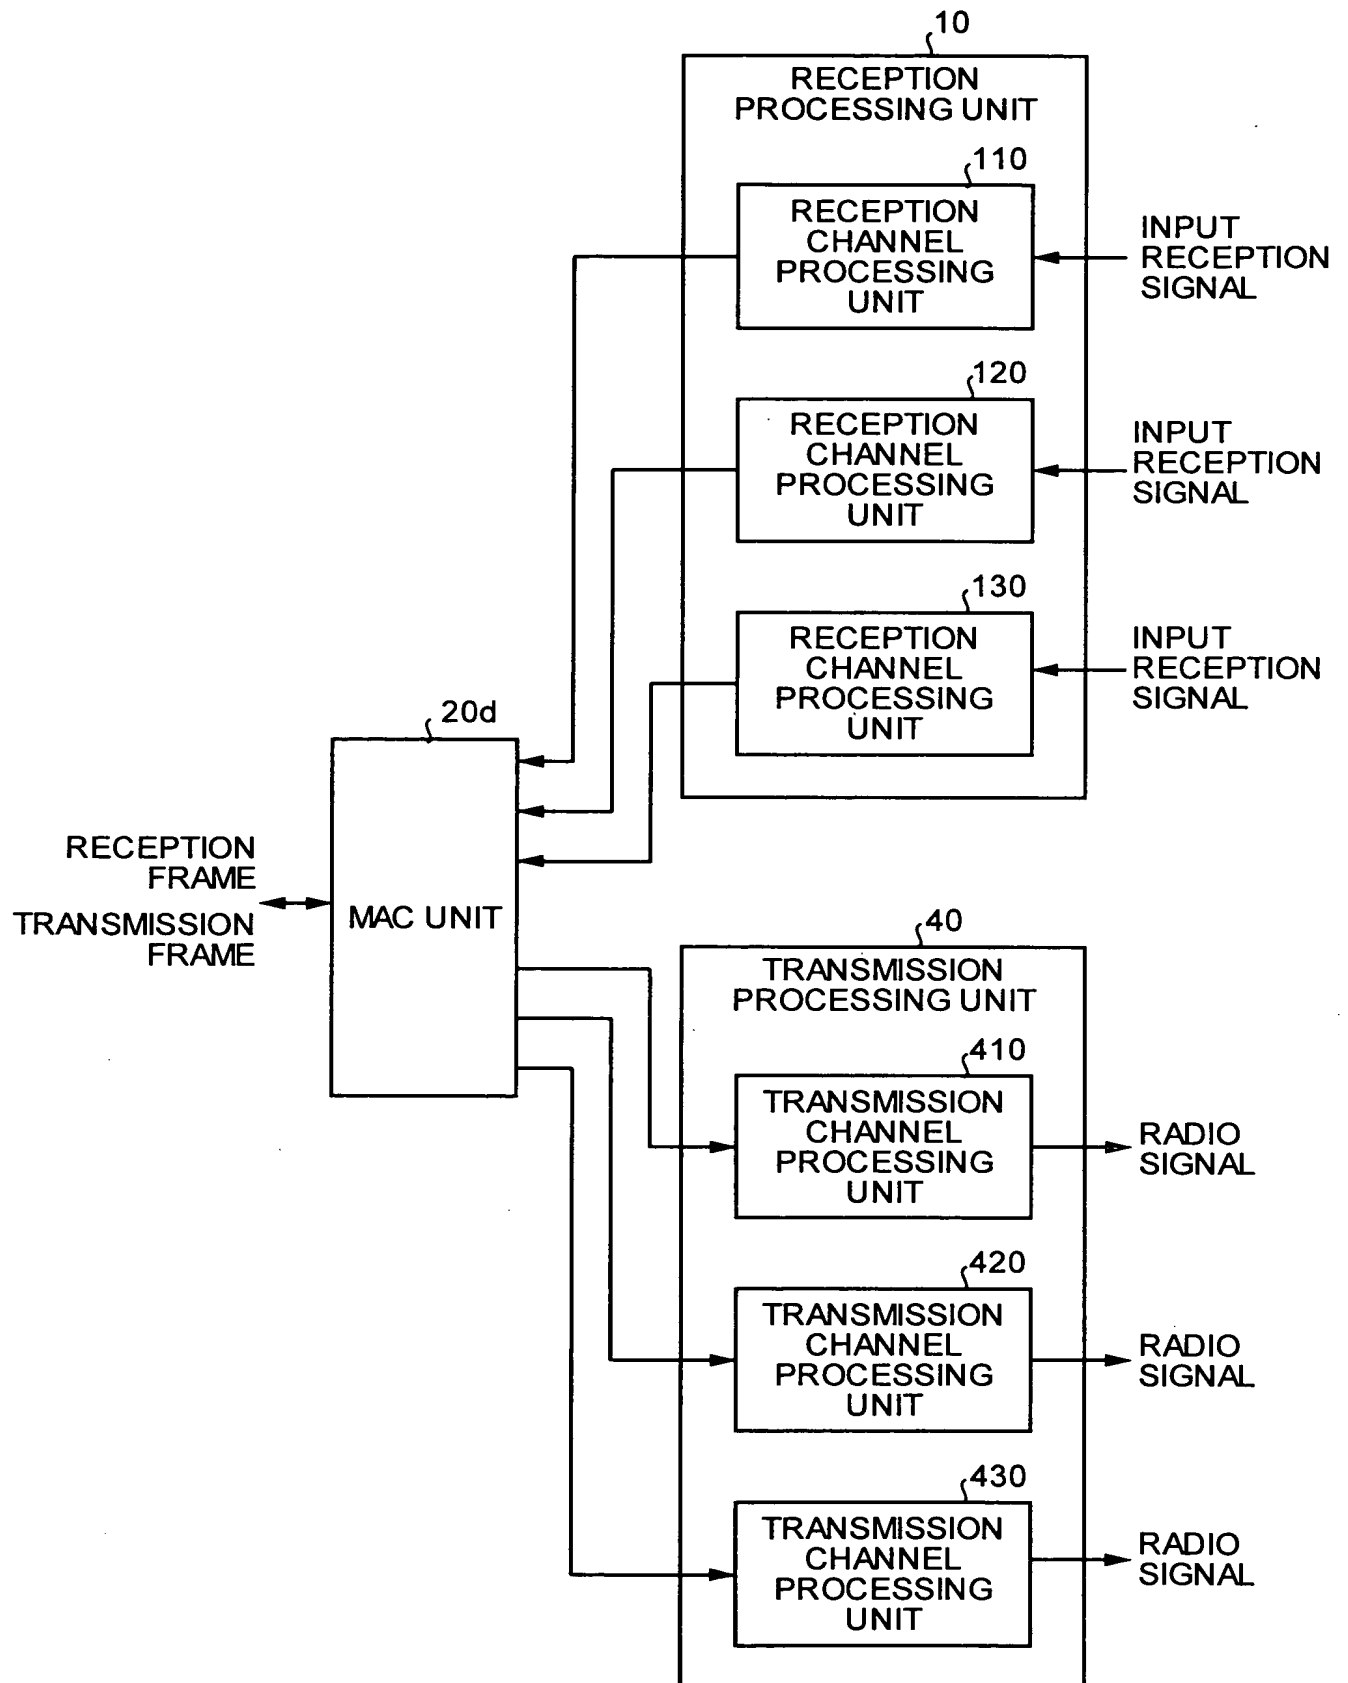 10
RECEPTION
PROCESSING UNIT
110
RECEPTION
CHANNEL
PROCESSING
UNIT
INPUT
RECEPTION
SIGNAL
120
RECEPTION
CHANNEL
PROCESSING
UNIT
INPUT
RECEPTION
SIGNAL
130
RECEPTION
CHANNEL
PROCESSING
UNIT
INPUT
RECEPTION
SIGNAL
20d
MAC UNIT
RECEPTION
FRAME
TRANSMISSION
FRAME
40
TRANSMISSION
PROCESSING UNIT
410
TRANSMISSION
CHANNEL
PROCESSING
UNIT
RADIO
SIGNAL
420
TRANSMISSION
CHANNEL
PROCESSING
UNIT
RADIO
SIGNAL
430
TRANSMISSION
CHANNEL
PROCESSING
UNIT
RADIO
SIGNAL